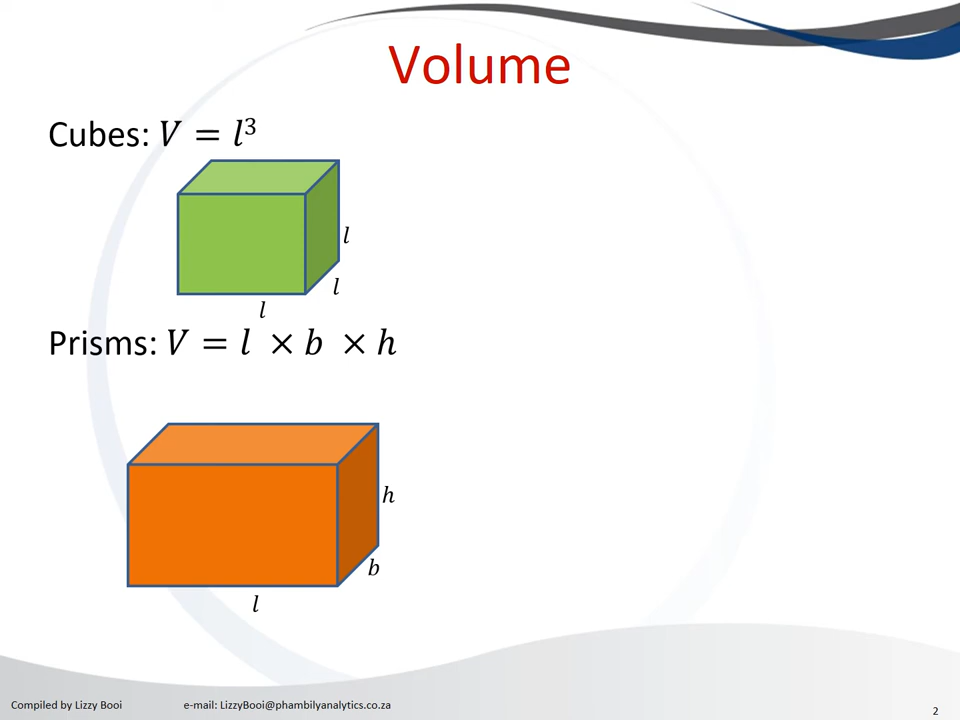 Volume
Cubes: V = l³
l
l
l
Prisms: V = l × b × h
h
b
l
Compiled by Lizzy Booi e-mail: LizzyBooi@phambilyanalytics.co.za 2